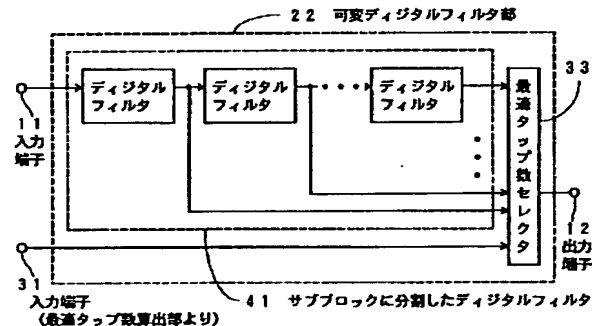 22 可変ディジタルフィルタ部
ディジタル
フィルタ
ディジタル
フィルタ
ディジタル
フィルタ
33
最適タップ数セレクタ
11
入力
端子
12
出力
端子
31
入力端子
(最適タップ数算出部より)
41 サブブロックに分割したディジタルフィルタ